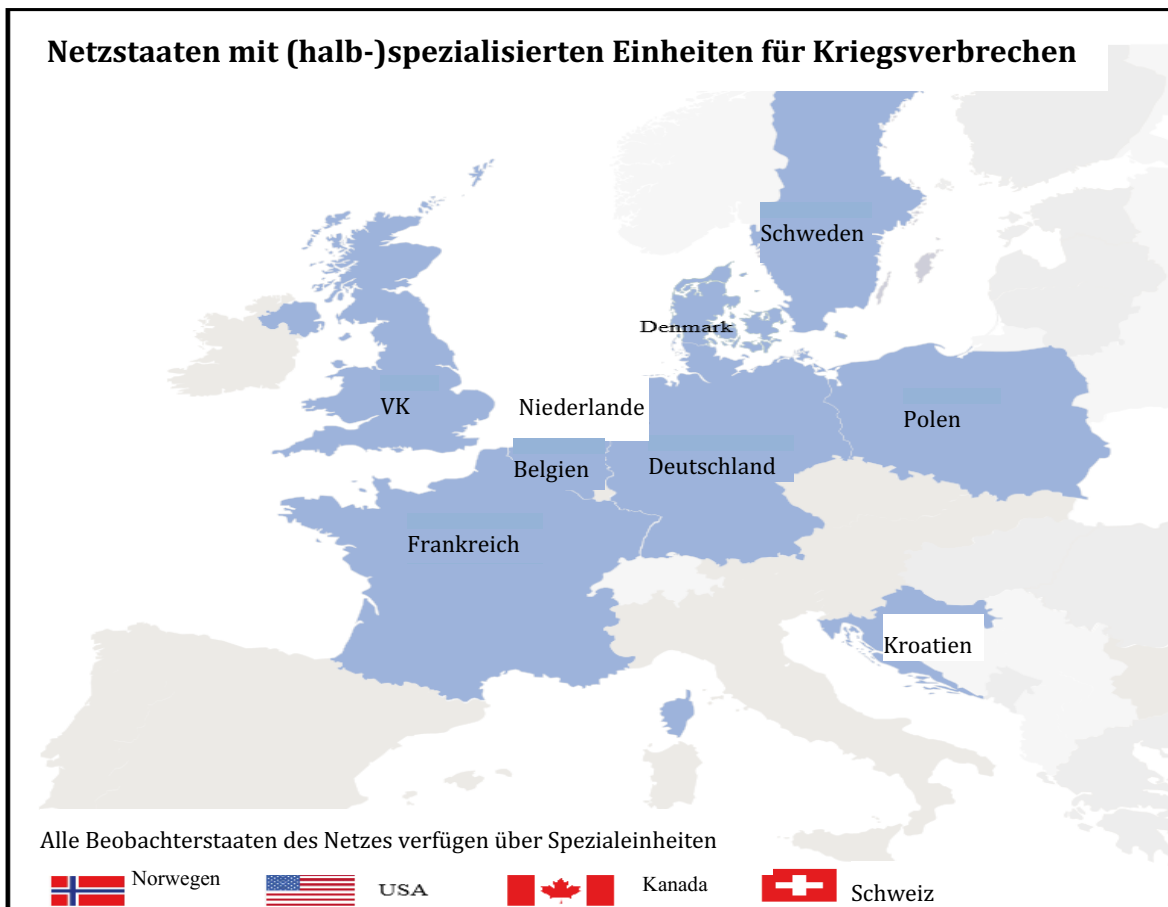 Netzstaaten mit (halb-)spezialisierten Einheiten für Kriegsverbrechen
Schweden
Denmark
VK
Niederlande
Polen
Belgien
Deutschland
Frankreich
Kroatien
Alle Beobachterstaaten des Netzes verfügen über Spezialeinheiten
Norwegen
USA
Kanada
Schweiz